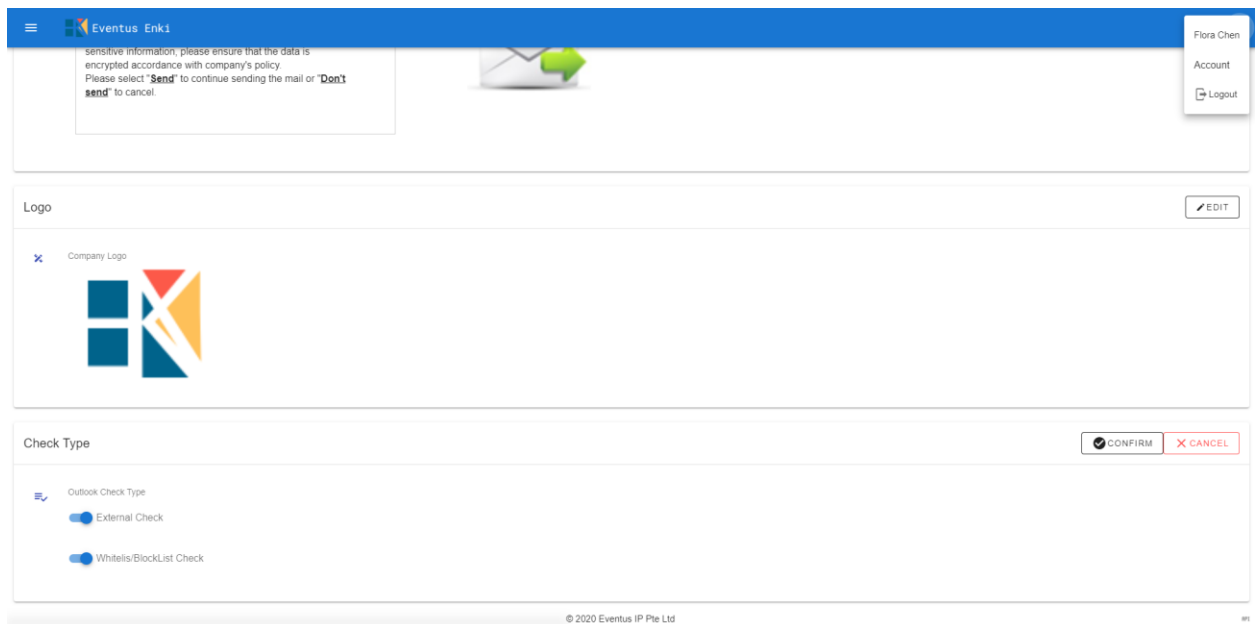 Eventus Enki
Flora Chen
Account
Logout
sensitive information, please ensure that the data is
encrypted accordance with company's policy.
Please select "Send" to continue sending the mail or "Don't
send" to cancel.
Logo
EDIT
Company Logo
Check Type
CONFIRM
CANCEL
Outlook Check Type
External Check
Whitelis/BlockList Check
© 2020 Eventus IP Pte Ltd